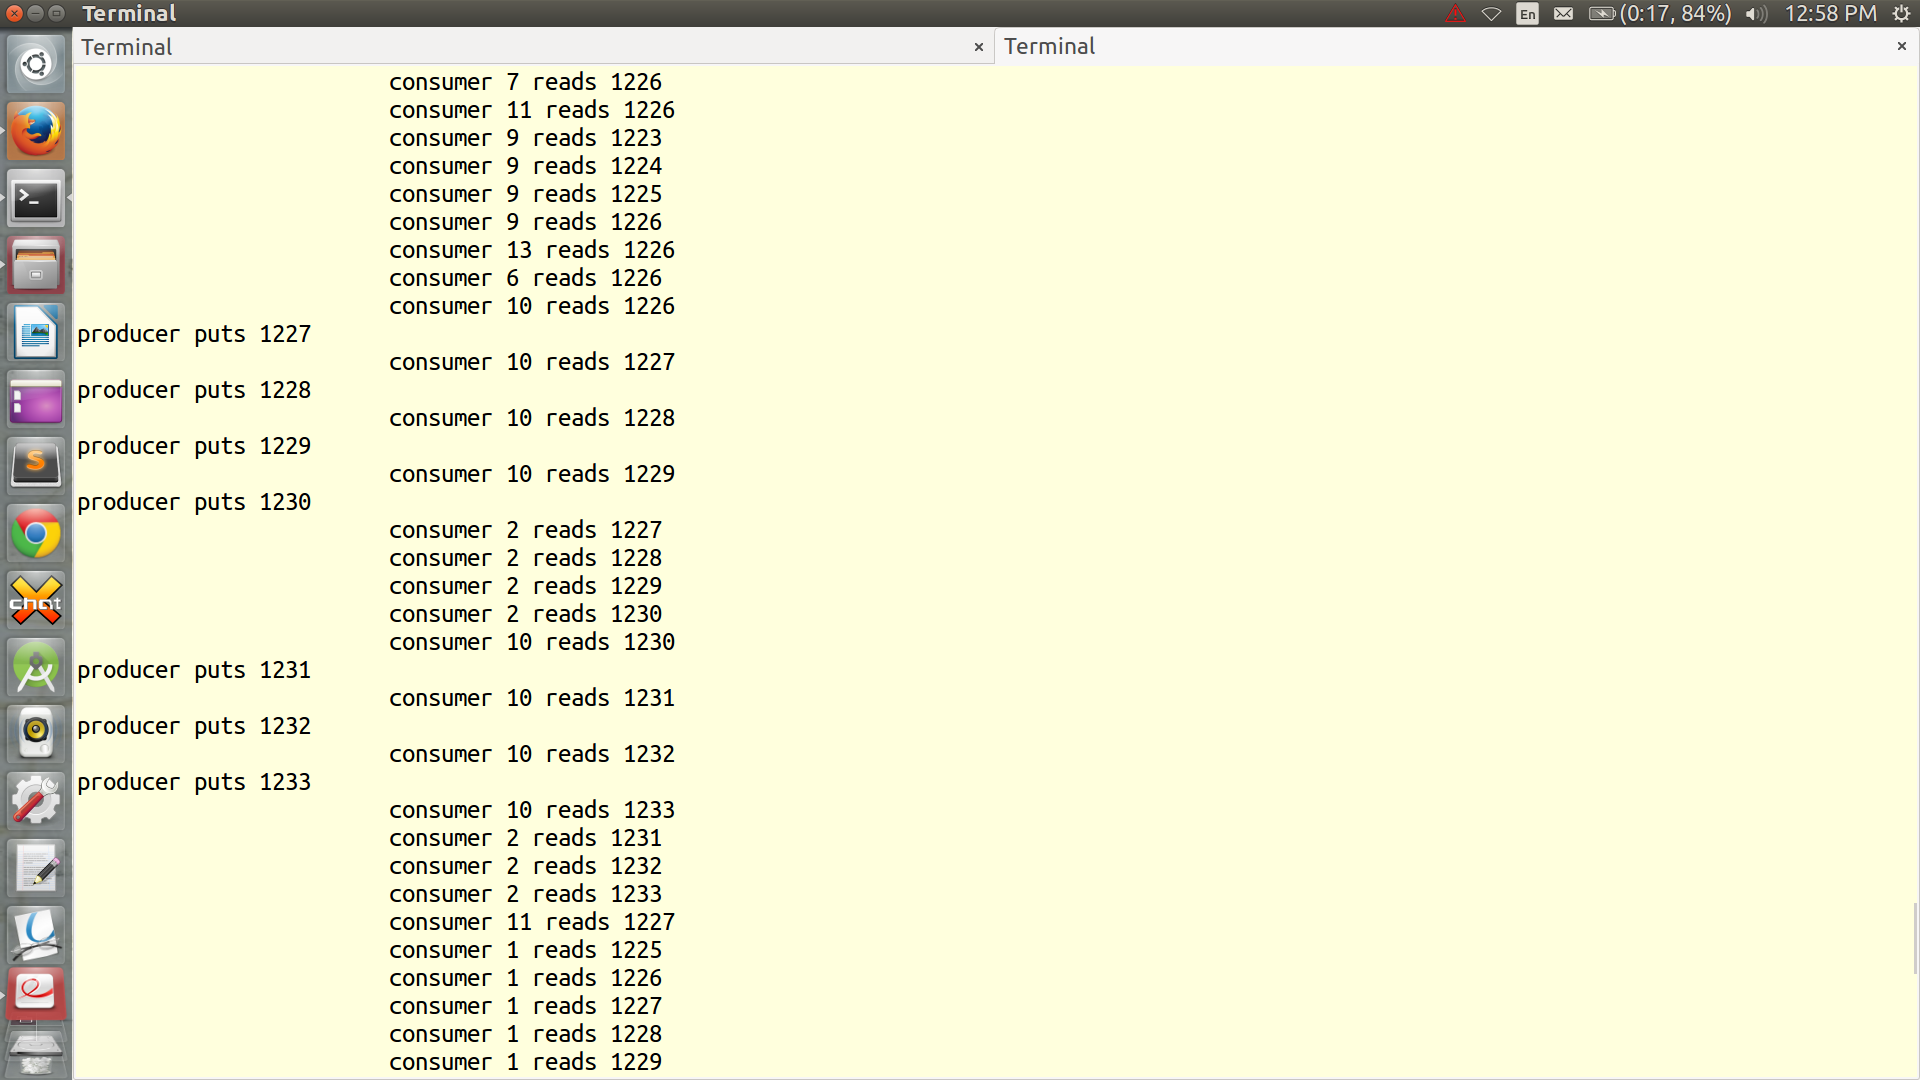 Terminal
En (0:17, 84%) 12:58 PM
Terminal × Terminal ×
consumer 7 reads 1226
consumer 11 reads 1226
consumer 9 reads 1223
consumer 9 reads 1224
consumer 9 reads 1225
consumer 9 reads 1226
consumer 13 reads 1226
consumer 6 reads 1226
consumer 10 reads 1226
producer puts 1227
consumer 10 reads 1227
producer puts 1228
consumer 10 reads 1228
producer puts 1229
consumer 10 reads 1229
producer puts 1230
consumer 2 reads 1227
consumer 2 reads 1228
consumer 2 reads 1229
consumer 2 reads 1230
consumer 10 reads 1230
producer puts 1231
consumer 10 reads 1231
producer puts 1232
consumer 10 reads 1232
producer puts 1233
consumer 10 reads 1233
consumer 2 reads 1231
consumer 2 reads 1232
consumer 2 reads 1233
consumer 11 reads 1227
consumer 1 reads 1225
consumer 1 reads 1226
consumer 1 reads 1227
consumer 1 reads 1228
consumer 1 reads 1229
>_
S
chat